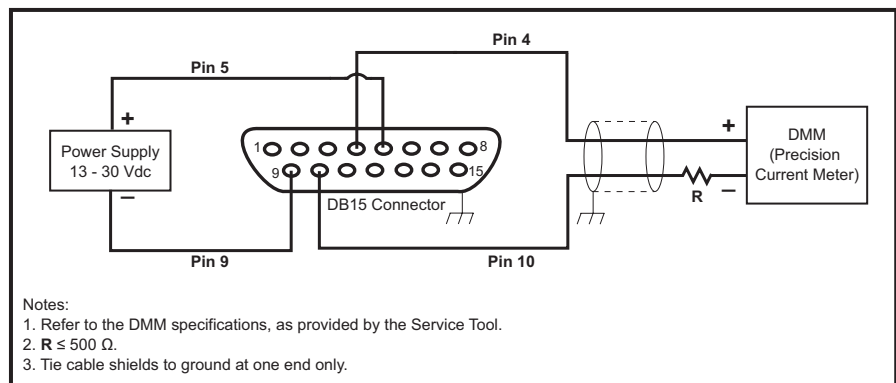 Pin 4
Pin 5
+
Power Supply
13 - 30 Vdc
–
1
8
9
15
DB15 Connector
+
DMM
(Precision
Current Meter)
R
–
Pin 9
Pin 10
Notes:
1. Refer to the DMM specifications, as provided by the Service Tool.
2. R ≤ 500 Ω.
3. Tie cable shields to ground at one end only.